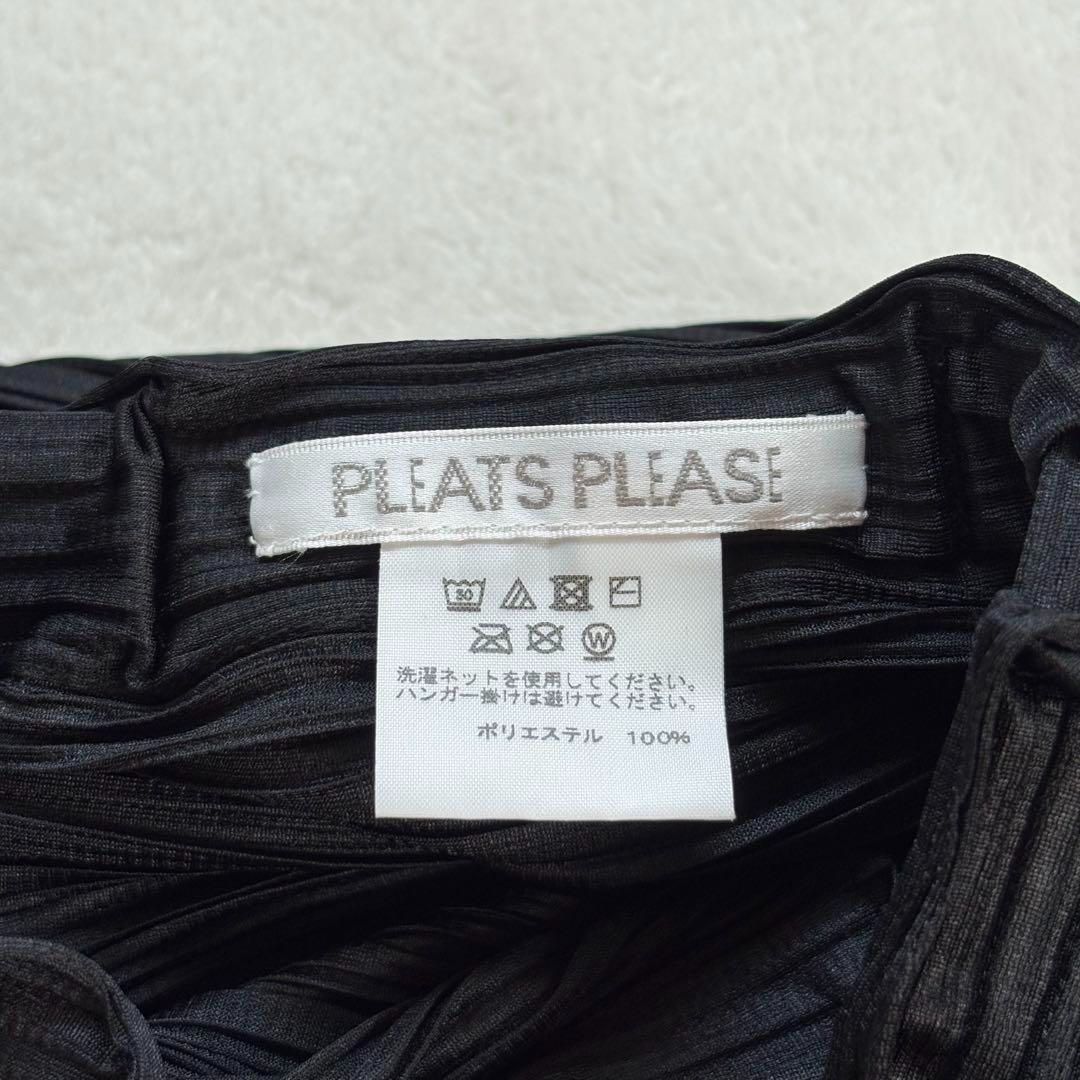 PLEATS PLEASE
30
W
洗濯ネットを使用してください。
ハンガー掛けは避けてください。
ポリエステル 100%